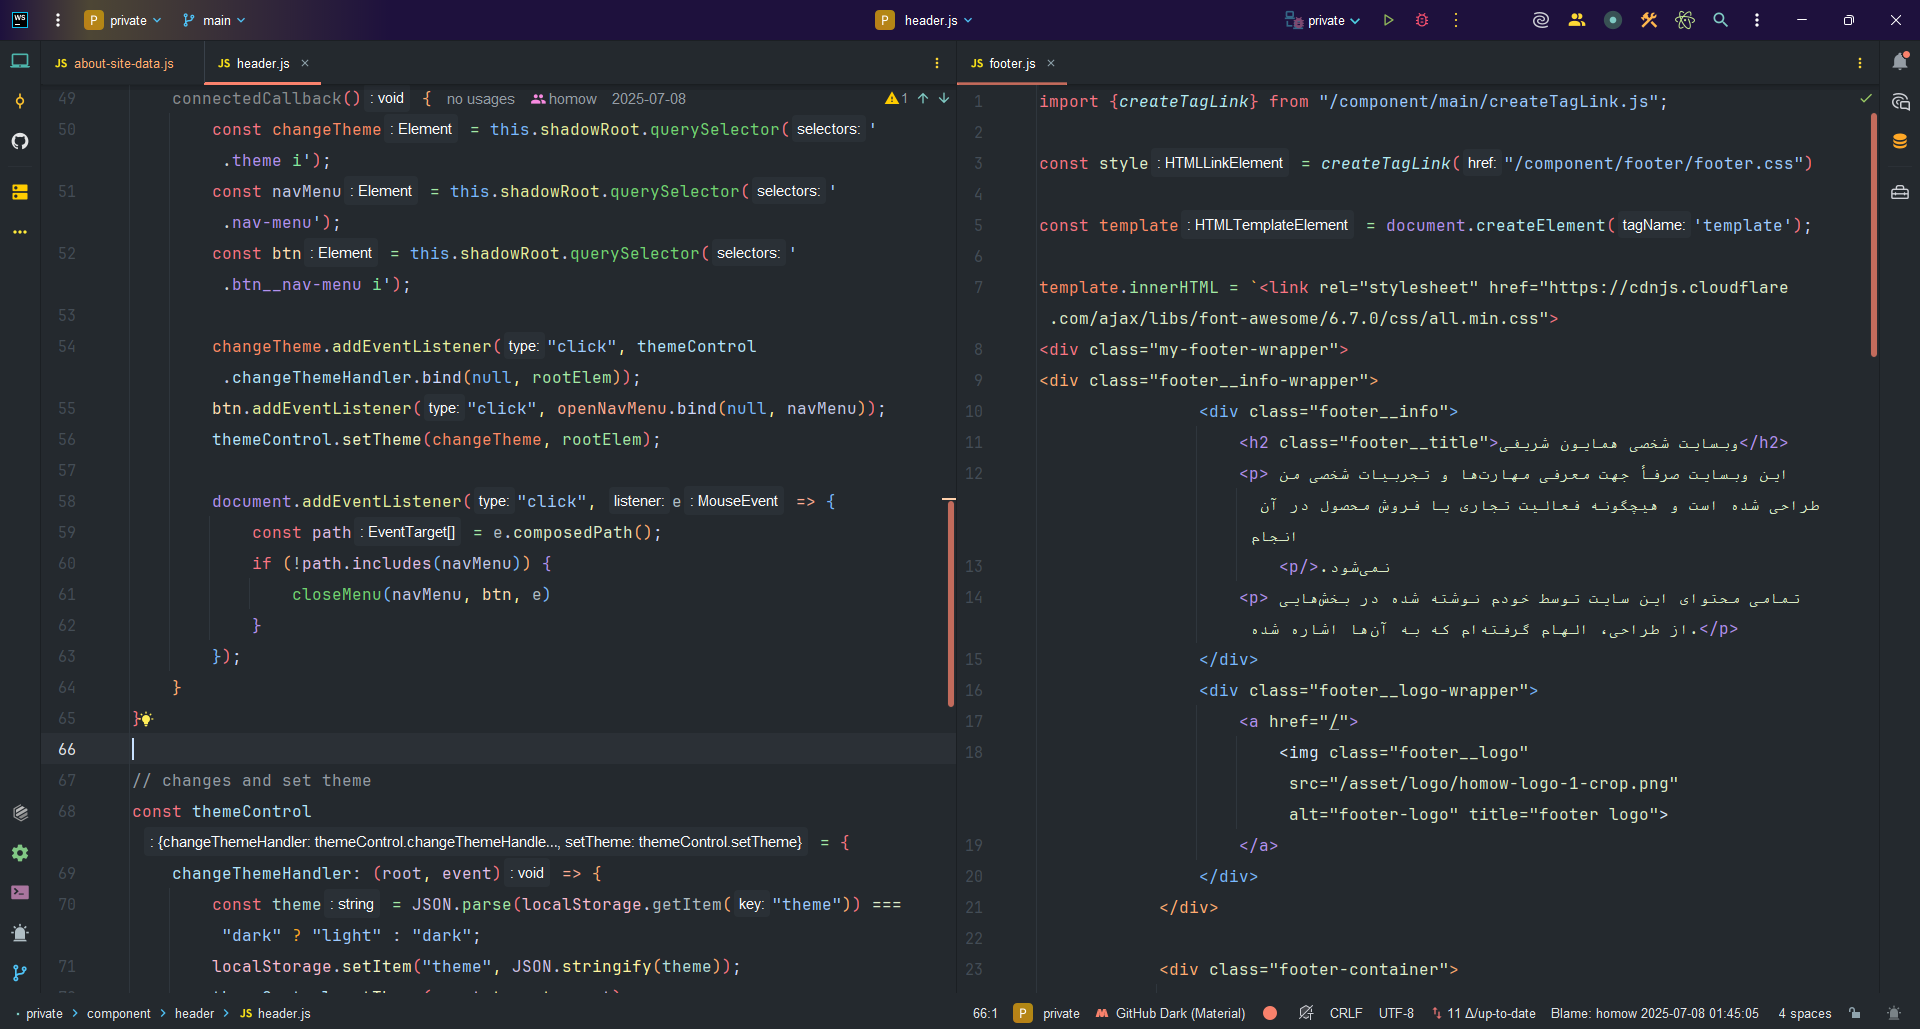 WS
P private main
P header.js
private
JS about-site-data.js
JS header.js
JS footer.js
49 connectedCallback() : void { no usages homow 2025-07-08
1
50 const changeTheme : Element = this.shadowRoot.querySelector( selectors: '
.theme i');
51 const navMenu : Element = this.shadowRoot.querySelector( selectors: '
.nav-menu');
52 const btn : Element = this.shadowRoot.querySelector( selectors: '
.btn__nav-menu i');
53
54 changeTheme.addEventListener( type: "click", themeControl
.changeThemeHandler.bind(null, rootElem));
55 btn.addEventListener( type: "click", openNavMenu.bind(null, navMenu));
56 themeControl.setTheme(changeTheme, rootElem);
57
58 document.addEventListener( type: "click", listener: e : MouseEvent => {
59 const path : EventTarget[] = e.composedPath();
60 if (!path.includes(navMenu)) {
61 closeMenu(navMenu, btn, e)
62 }
63 });
64 }
65 }
66
67 // changes and set theme
68 const themeControl
: {changeThemeHandler: themeControl.changeThemeHandle..., setTheme: themeControl.setTheme} = {
69 changeThemeHandler: (root, event) : void => {
70 const theme : string = JSON.parse(localStorage.getItem( key: "theme")) ===
"dark" ? "light" : "dark";
71 localStorage.setItem("theme", JSON.stringify(theme));
1 import {createTagLink} from "/component/main/createTagLink.js";
2
3 const style : HTMLLinkElement = createTagLink( href: "/component/footer/footer.css")
4
5 const template : HTMLTemplateElement = document.createElement( tagName: 'template');
6
7 template.innerHTML = `<link rel="stylesheet" href="https://cdnjs.cloudflare
.com/ajax/libs/font-awesome/6.7.0/css/all.min.css">
8 <div class="my-footer-wrapper">
9 <div class="footer__info-wrapper">
10 <div class="footer__info">
11 <h2 class="footer__title">وبسایت شخصی همایون شریفی</h2>
12 <p> این وبسایت صرفاً جهت معرفی مهارت‌ها و تجربیات شخصی من
طراحی شده است و هیچگونه فعالیت تجاری یا فروش محصول در آن
انجام
13 نمی‌شود.</p>
14 <p> تمامی محتوای این سایت توسط خودم نوشته شده در بخش‌هایی
از طراحی، الهام گرفته‌ام که به آن‌ها اشاره شده.</p>
15 </div>
16 <div class="footer__logo-wrapper">
17 <a href="/">
18 <img class="footer__logo"
src="/asset/logo/homow-logo-1-crop.png"
alt="footer-logo" title="footer logo">
19 </a>
20 </div>
21 </div>
22
23 <div class="footer-container">
private > component > header > JS header.js
66:1 P private GitHub Dark (Material) CRLF UTF-8 11 Δ/up-to-date Blame: homow 2025-07-08 01:45:05 4 spaces